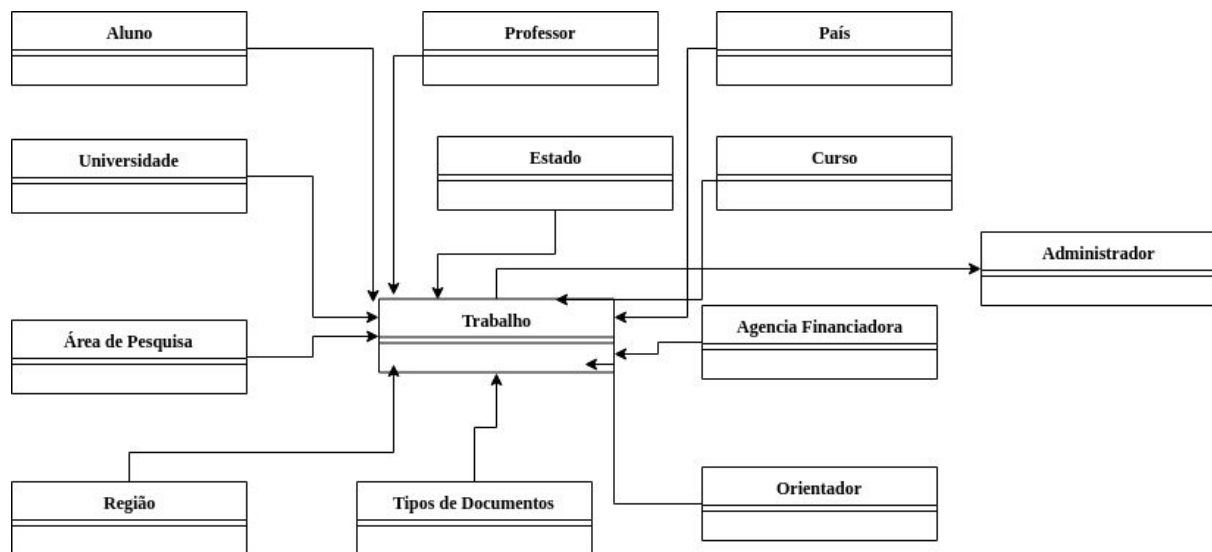 Aluno
Professor
País
Universidade
Estado
Curso
Administrador
Trabalho
Agencia Financiadora
Área de Pesquisa
Região
Tipos de Documentos
Orientador